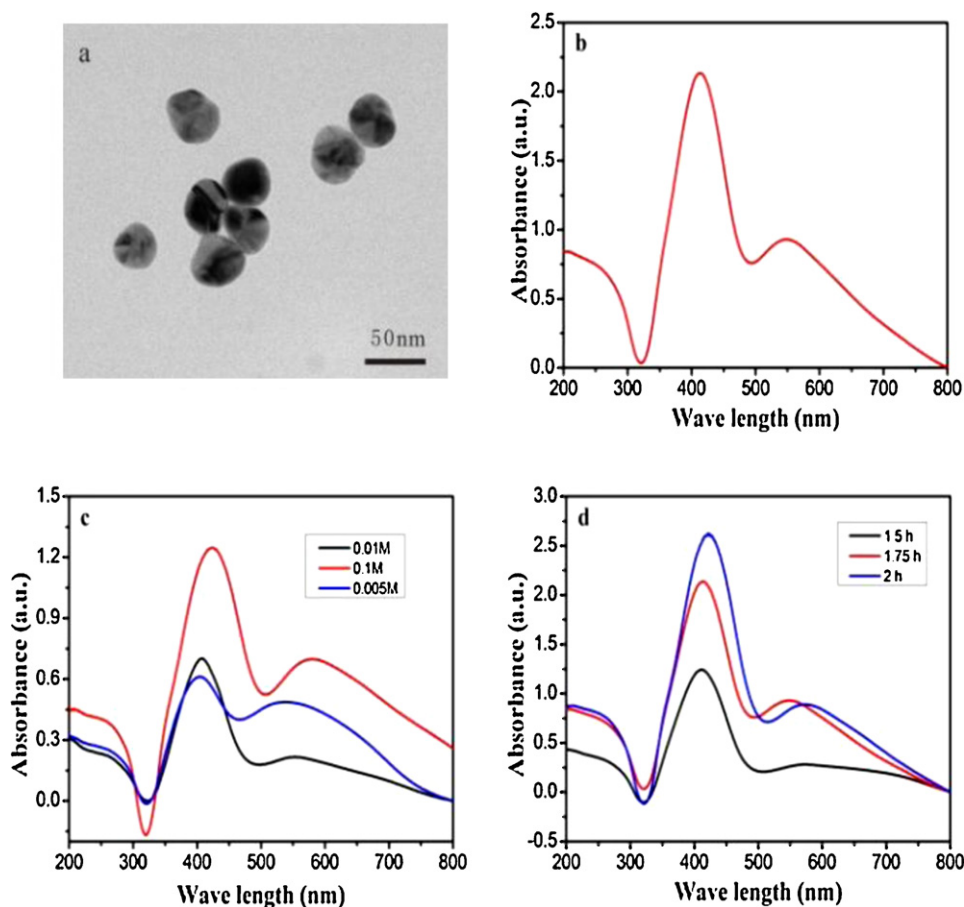 a
50nm
b
Absorbance (a.u.)
2.5
2.0
1.5
1.0
0.5
0.0
200 300 400 500 600 700 800
Wave length (nm)
c
0.01M
0.1M
0.005M
Absorbance (a.u.)
1.5
1.2
0.9
0.6
0.3
0.0
200 300 400 500 600 700 800
Wave length (nm)
d
1 5 h
1.75 h
2 h
Absorbance (a.u.)
3.0
2.5
2.0
1.5
1.0
0.5
0.0
-0.5
200 300 400 500 600 700 800
Wave length (nm)